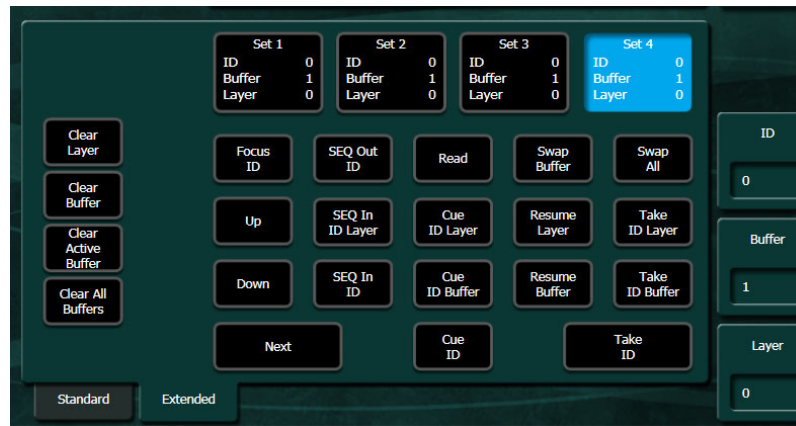 Set 1
ID 0
Buffer 1
Layer 0
Set 2
ID 0
Buffer 1
Layer 0
Set 3
ID 0
Buffer 1
Layer 0
Set 4
ID 0
Buffer 1
Layer 0
Clear
Layer
Clear
Buffer
Clear
Active
Buffer
Clear All
Buffers
Focus
ID
SEQ Out
ID
Read
Swap
Buffer
Swap
All
Up
SEQ In
ID Layer
Cue
ID Layer
Resume
Layer
Take
ID Layer
Down
SEQ In
ID
Cue
ID Buffer
Resume
Buffer
Take
ID Buffer
Next
Cue
ID
Take
ID
ID
0
Buffer
1
Layer
0
Standard
Extended